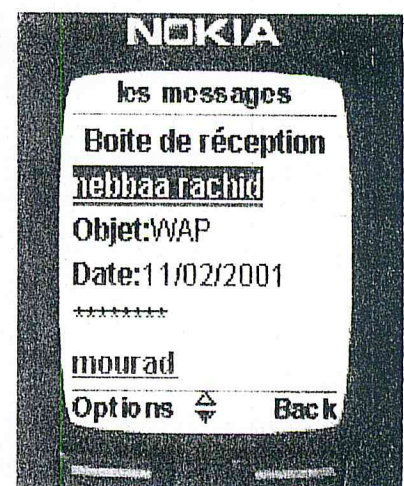 NOKIA
les messages
Boite de réception
nebbaa rachid
Objet:WAP
Date:11/02/2001
********
mourad
Options Back